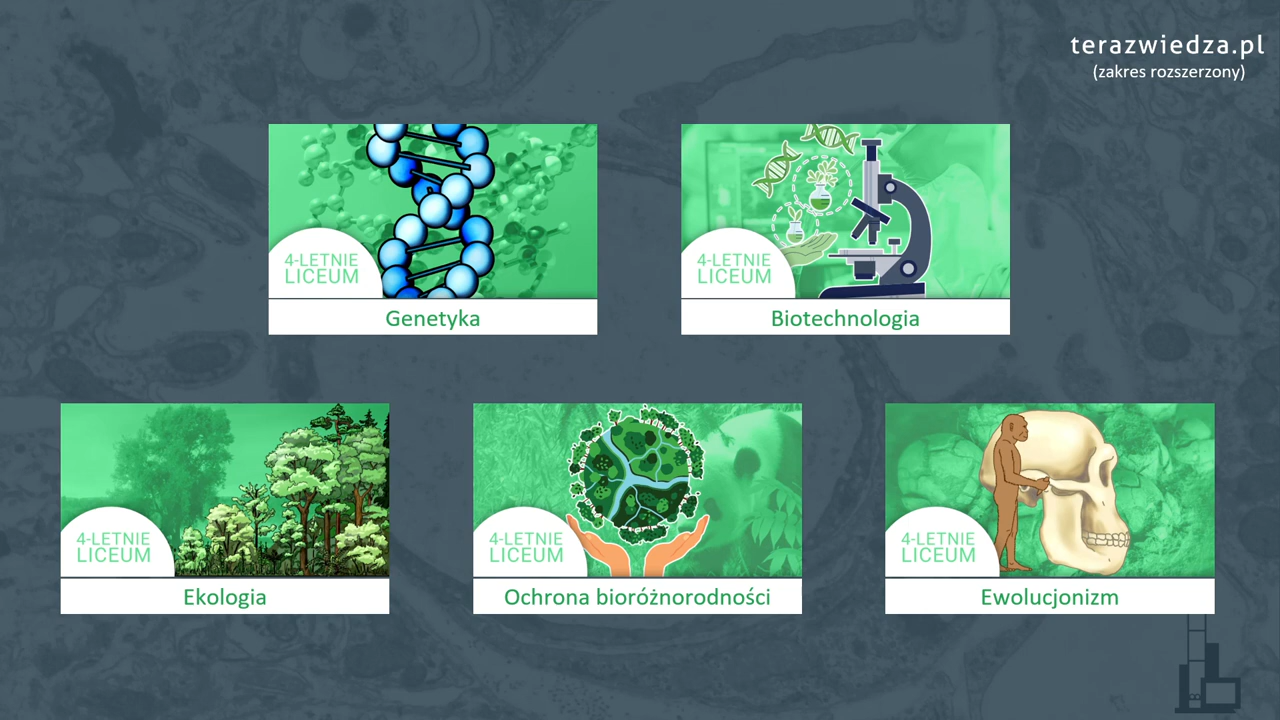 terazwiedza.pl
(zakres rozszerzony)
4-LETNIE
LICEUM
Genetyka
4-LETNIE
LICEUM
Biotechnologia
4-LETNIE
LICEUM
Ekologia
4-LETNIE
LICEUM
Ochrona bioróżnorodności
4-LETNIE
LICEUM
Ewolucjonizm